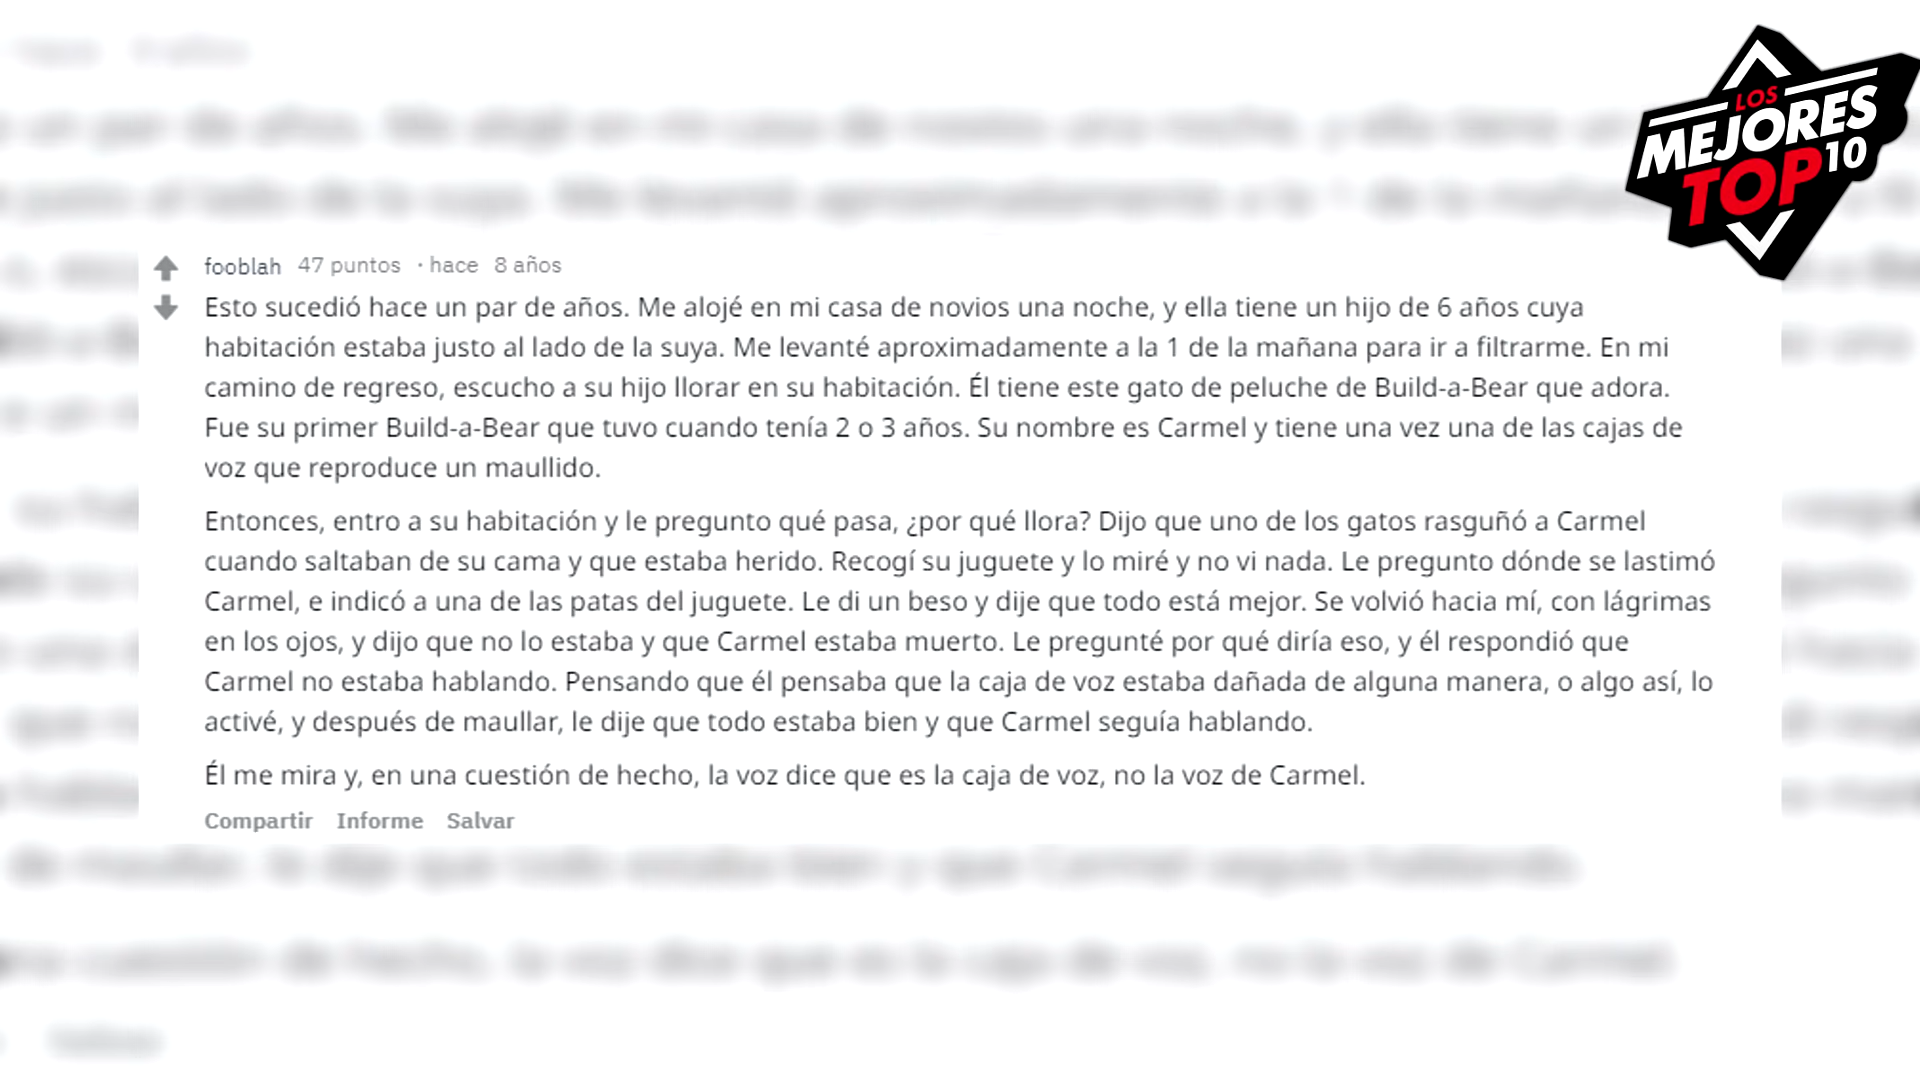 LOS
MEJORES
TOP 10
fooblah 47 puntos · hace 8 años
Esto sucedió hace un par de años. Me alojé en mi casa de novios una noche, y ella tiene un hijo de 6 años cuya
habitación estaba justo al lado de la suya. Me levanté aproximadamente a la 1 de la mañana para ir a filtrarme. En mi
camino de regreso, escucho a su hijo llorar en su habitación. Él tiene este gato de peluche de Build-a-Bear que adora.
Fue su primer Build-a-Bear que tuvo cuando tenía 2 o 3 años. Su nombre es Carmel y tiene una vez una de las cajas de
voz que reproduce un maullido.
Entonces, entro a su habitación y le pregunto qué pasa, ¿por qué llora? Dijo que uno de los gatos rasguñó a Carmel
cuando saltaban de su cama y que estaba herido. Recogí su juguete y lo miré y no vi nada. Le pregunto dónde se lastimó
Carmel, e indicó a una de las patas del juguete. Le di un beso y dije que todo está mejor. Se volvió hacia mí, con lágrimas
en los ojos, y dijo que no lo estaba y que Carmel estaba muerto. Le pregunté por qué diría eso, y él respondió que
Carmel no estaba hablando. Pensando que él pensaba que la caja de voz estaba dañada de alguna manera, o algo así, lo
activé, y después de maullar, le dije que todo estaba bien y que Carmel seguía hablando.
Él me mira y, en una cuestión de hecho, la voz dice que es la caja de voz, no la voz de Carmel.
Compartir Informe Salvar